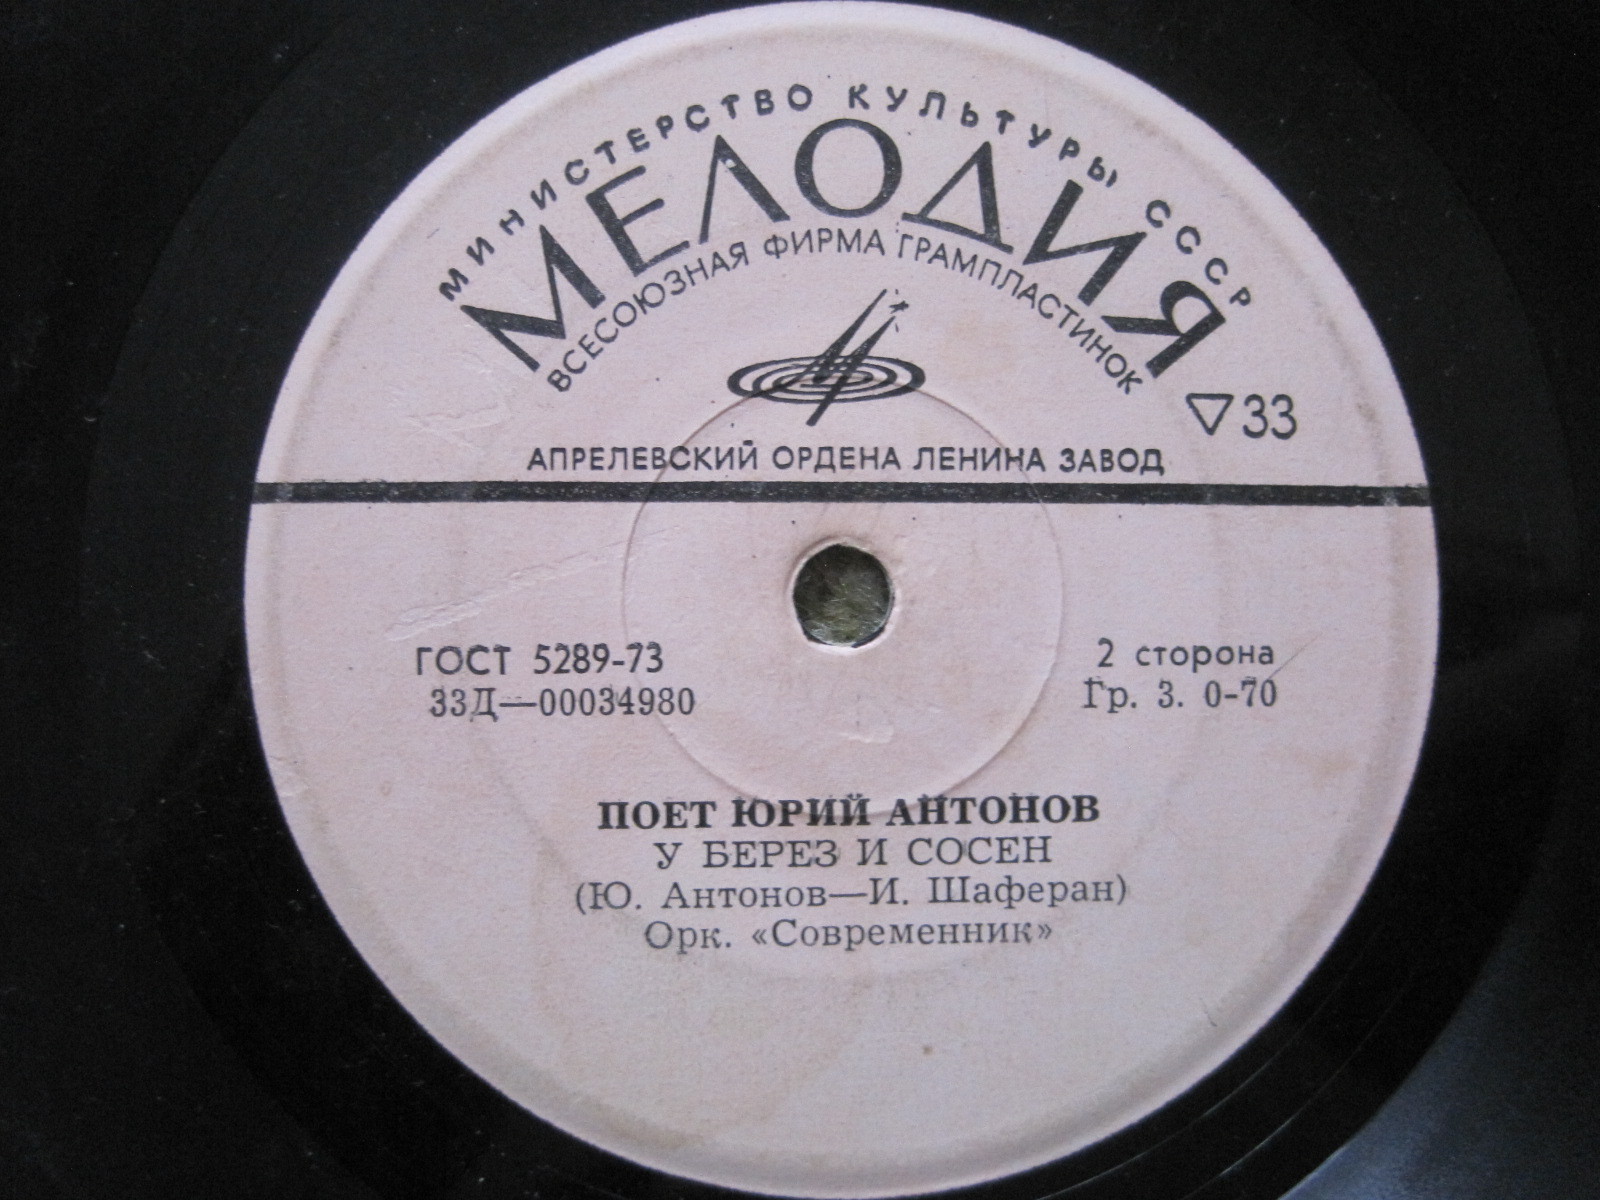 МИНИСТЕРСТВО КУЛЬТУРЫ СССР
МЕЛОДИЯ
ВСЕСОЮЗНАЯ ФИРМА ГРАМПЛАСТИНОК
33
АПРЕЛЕВСКИЙ ОРДЕНА ЛЕНИНА ЗАВОД
ГОСТ 5289-73
33Д—00034980
2 сторона
Гр. 3. 0-70
ПОЕТ ЮРИЙ АНТОНОВ
У БЕРЕЗ И СОСЕН
(Ю. Антонов—И. Шаферан)
Орк. «Современник»